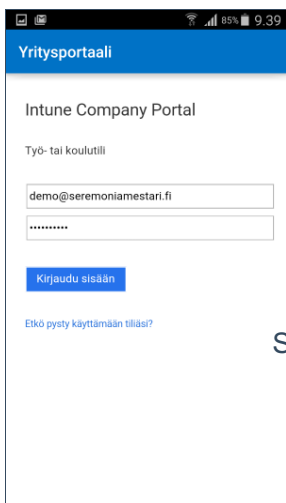 85% 9.39
Yritysportaali
Intune Company Portal
Työ- tai koulutili
demo@seremoniamestari.fi
••••••••••
Kirjaudu sisään
Etkö pysty käyttämään tiliäsi?
S